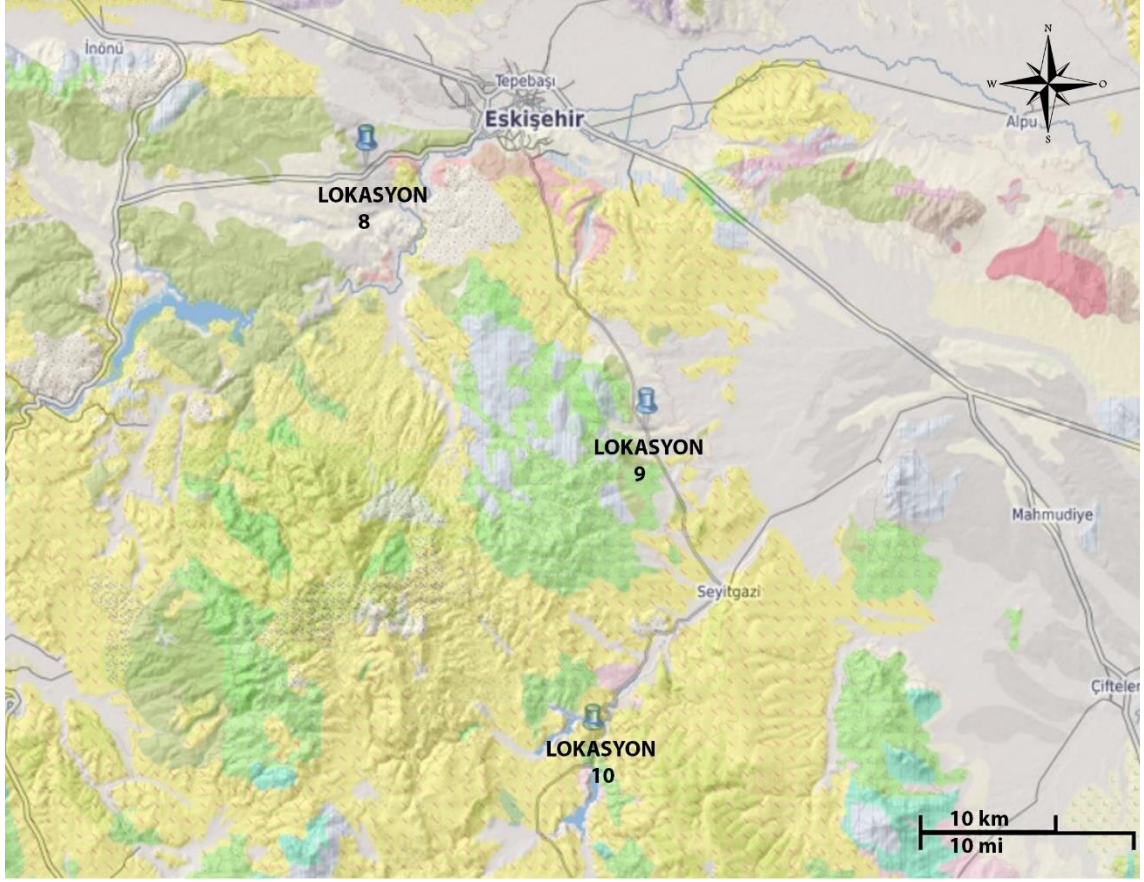 N
İnönü
Tepebaşı
W
O
Eskişehir
Alpu
S
LOKASYON
8
LOKASYON
9
Mahmudiye
Seyitgazi
Çifteler
LOKASYON
10
10 km
10 mi